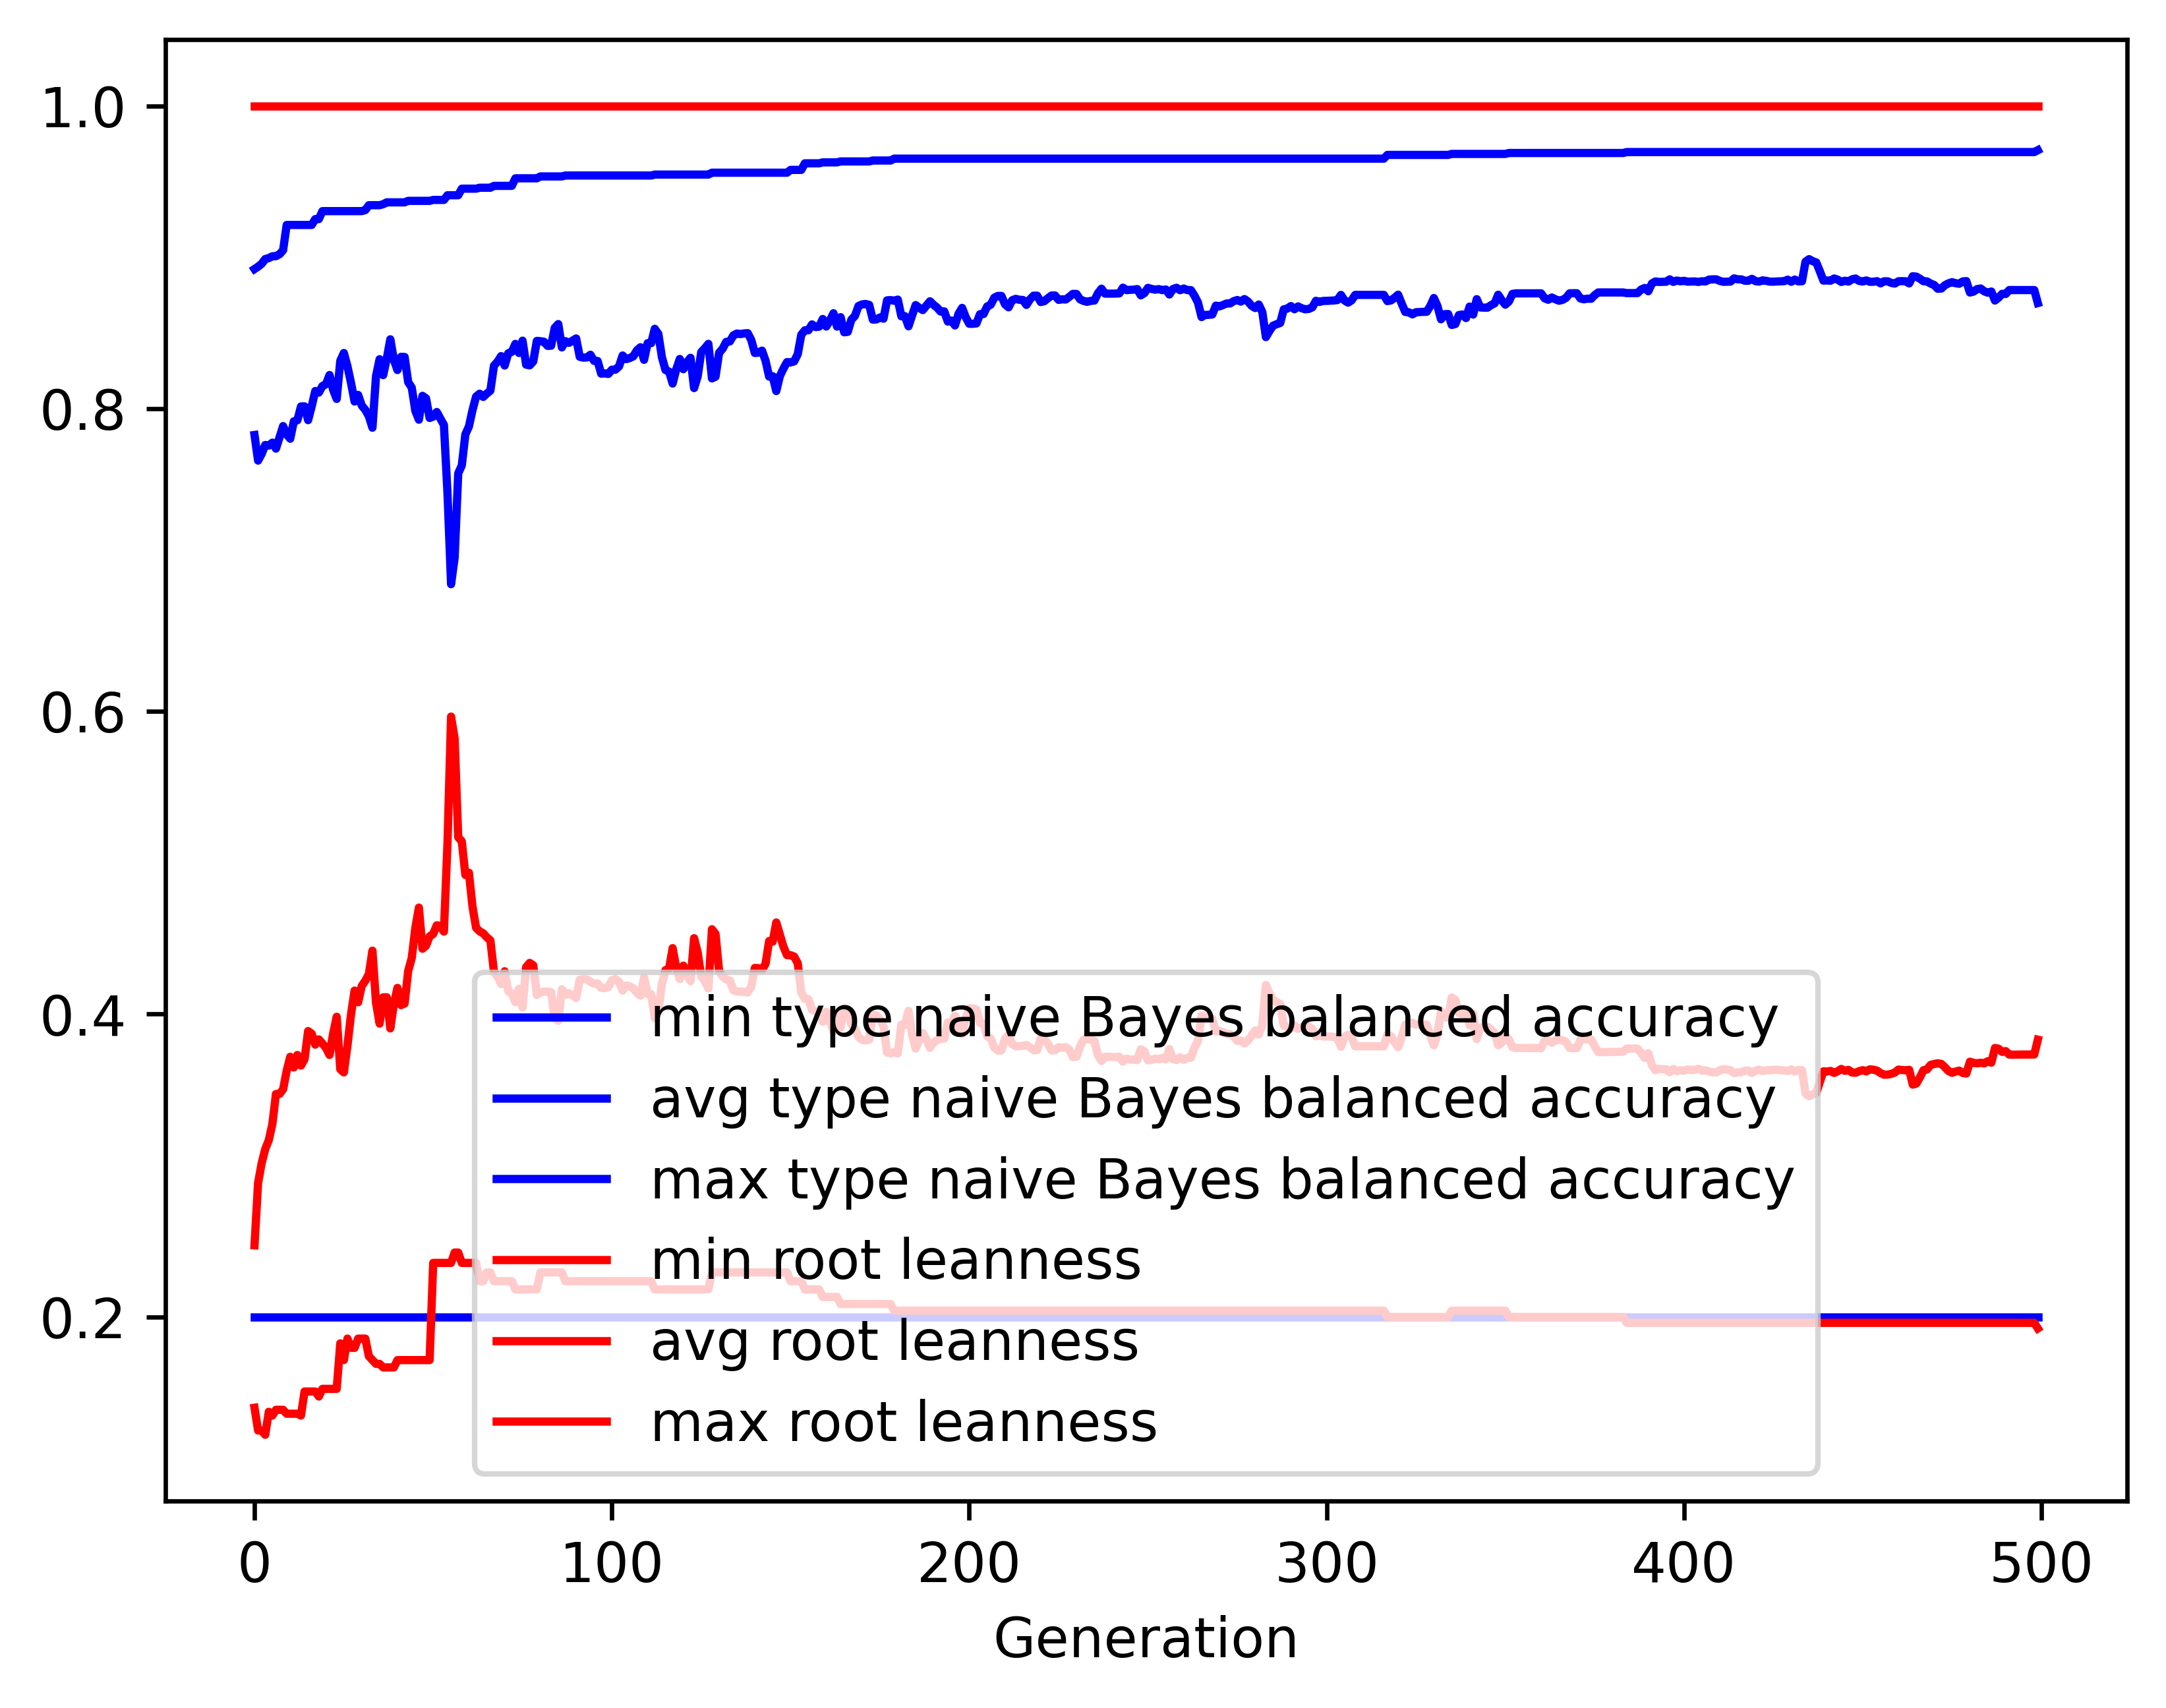 1.0
0.8
0.6
0.4
0.2
min type naive Bayes balanced accuracy
avg type naive Bayes balanced accuracy
max type naive Bayes balanced accuracy
min root leanness
avg root leanness
max root leanness
0 100 200 300 400 500
Generation